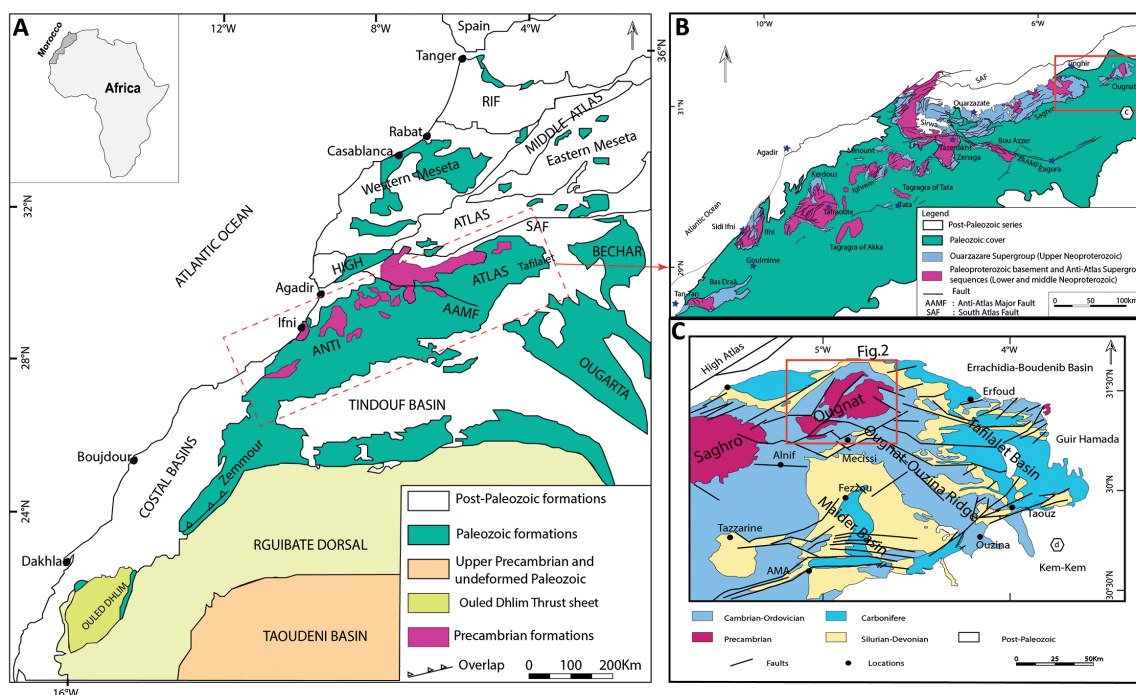 A
12°W
8°W
4°W
Morocco
Africa
Spain
Tanger
36°N
RIF
Rabat
MIDDLE ATLAS
Casablanca
Eastern Meseta
Western Meseta
32°N
ATLANTIC OCEAN
ATLAS
SAF
HIGH
BECHAR
Tafilalet
ATLAS
Agadir
AAMF
Ifni
ANTI
28°N
OUGARTA
TINDOUF BASIN
Boujdour
COSTAL BASINS
Zemmour
24°N
RGUIBATE DORSAL
Dakhla
OULED DHLIM
TAOUDENI BASIN
16°W
Post-Paleozoic formations
Paleozoic formations
Upper Precambrian and
undeformed Paleozoic
Ouled Dhlim Thrust sheet
Precambrian formations
Overlap
0 100 200Km
B
10°W
6°W
Tinghir
SAF
Ougnat
31°N
Ouarzazate
Saghro
C
Sirwa
Agadir
Minount
Tazenakht
Bou Azzer
Zenaga
(AAMF)
Zagora
Kerdous
Ighrem
Tagragra of Tata
Tata
Tafraoute
Atlantic Ocean
Sidi Ifni
Ifni
Tagragra of Akka
Goulmime
29°N
Bas Draâ
Tan-Tan
Legend
Post-Paleozoic series
Paleozoic cover
Ouarzazare Supergroup (Upper Neoproterozoic)
Paleoproterozoic basement and Anti-Atlas Supergroup
sequences (Lower and middle Neoproterozoic)
Fault
AAMF : Anti-Atlas Major Fault
SAF : South Atlas Fault
0 50 100km
C
5°W
Fig.2
4°W
High Atlas
Errachidia-Boudenib Basin
31°30N
Erfoud
Ougnat
Tafilalet Basin
Guir Hamada
Saghro
Ougnat-Ouzina Ridge
Mecissi
Alnif
30°N
Fezzou
Maider Basin
Taouz
Tazzarine
Ouzina
d
Kem-Kem
AMA
30°30N
Cambrian-Ordovician
Carbonifere
Precambrian
Silurian-Devonian
Post-Paleozoic
Faults
Locations
0 25 50Km